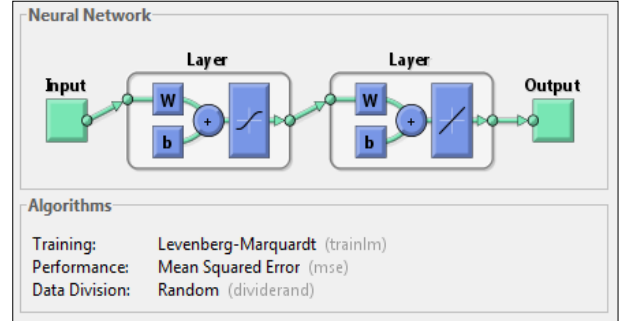 Neural Network
Layer Layer
Input Output
W W
+ +
b b
Algorithms
Training: Levenberg-Marquardt (trainlm)
Performance: Mean Squared Error (mse)
Data Division: Random (dividerand)